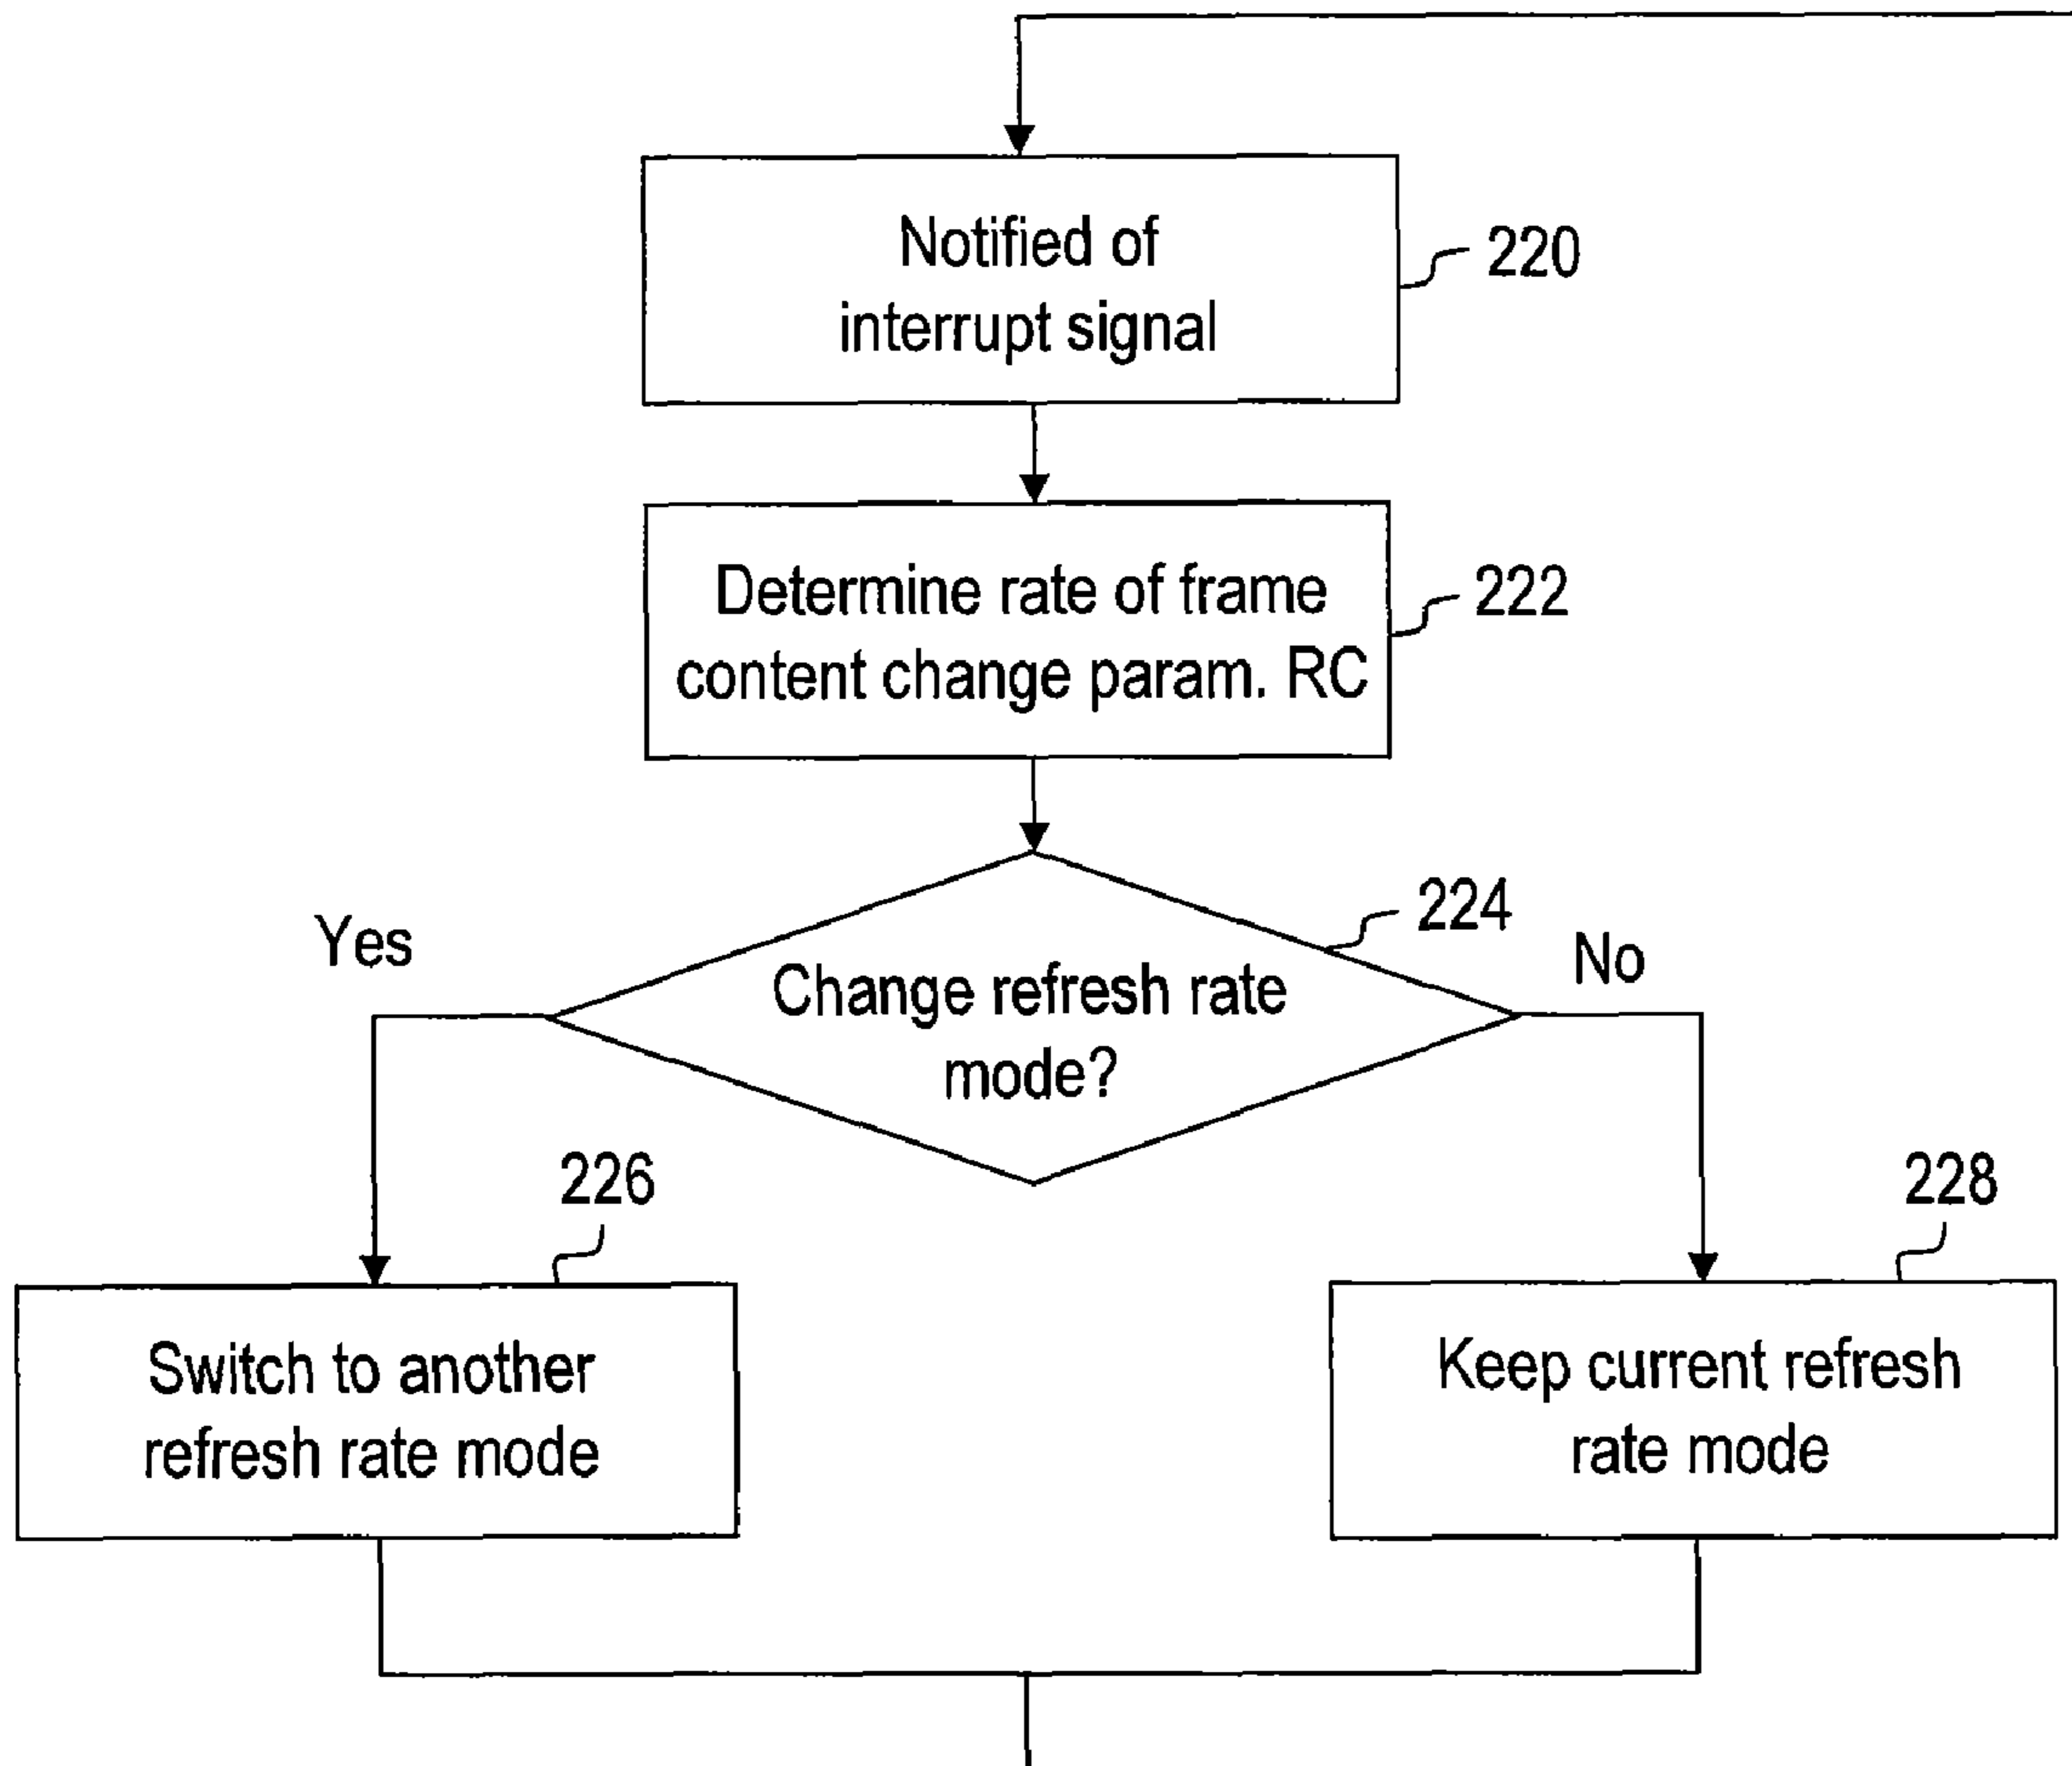 Notified of
interrupt signal
220
Determine rate of frame
content change param. RC
222
224
Yes
No
Change refresh rate
mode?
226
228
Switch to another
refresh rate mode
Keep current refresh
rate mode